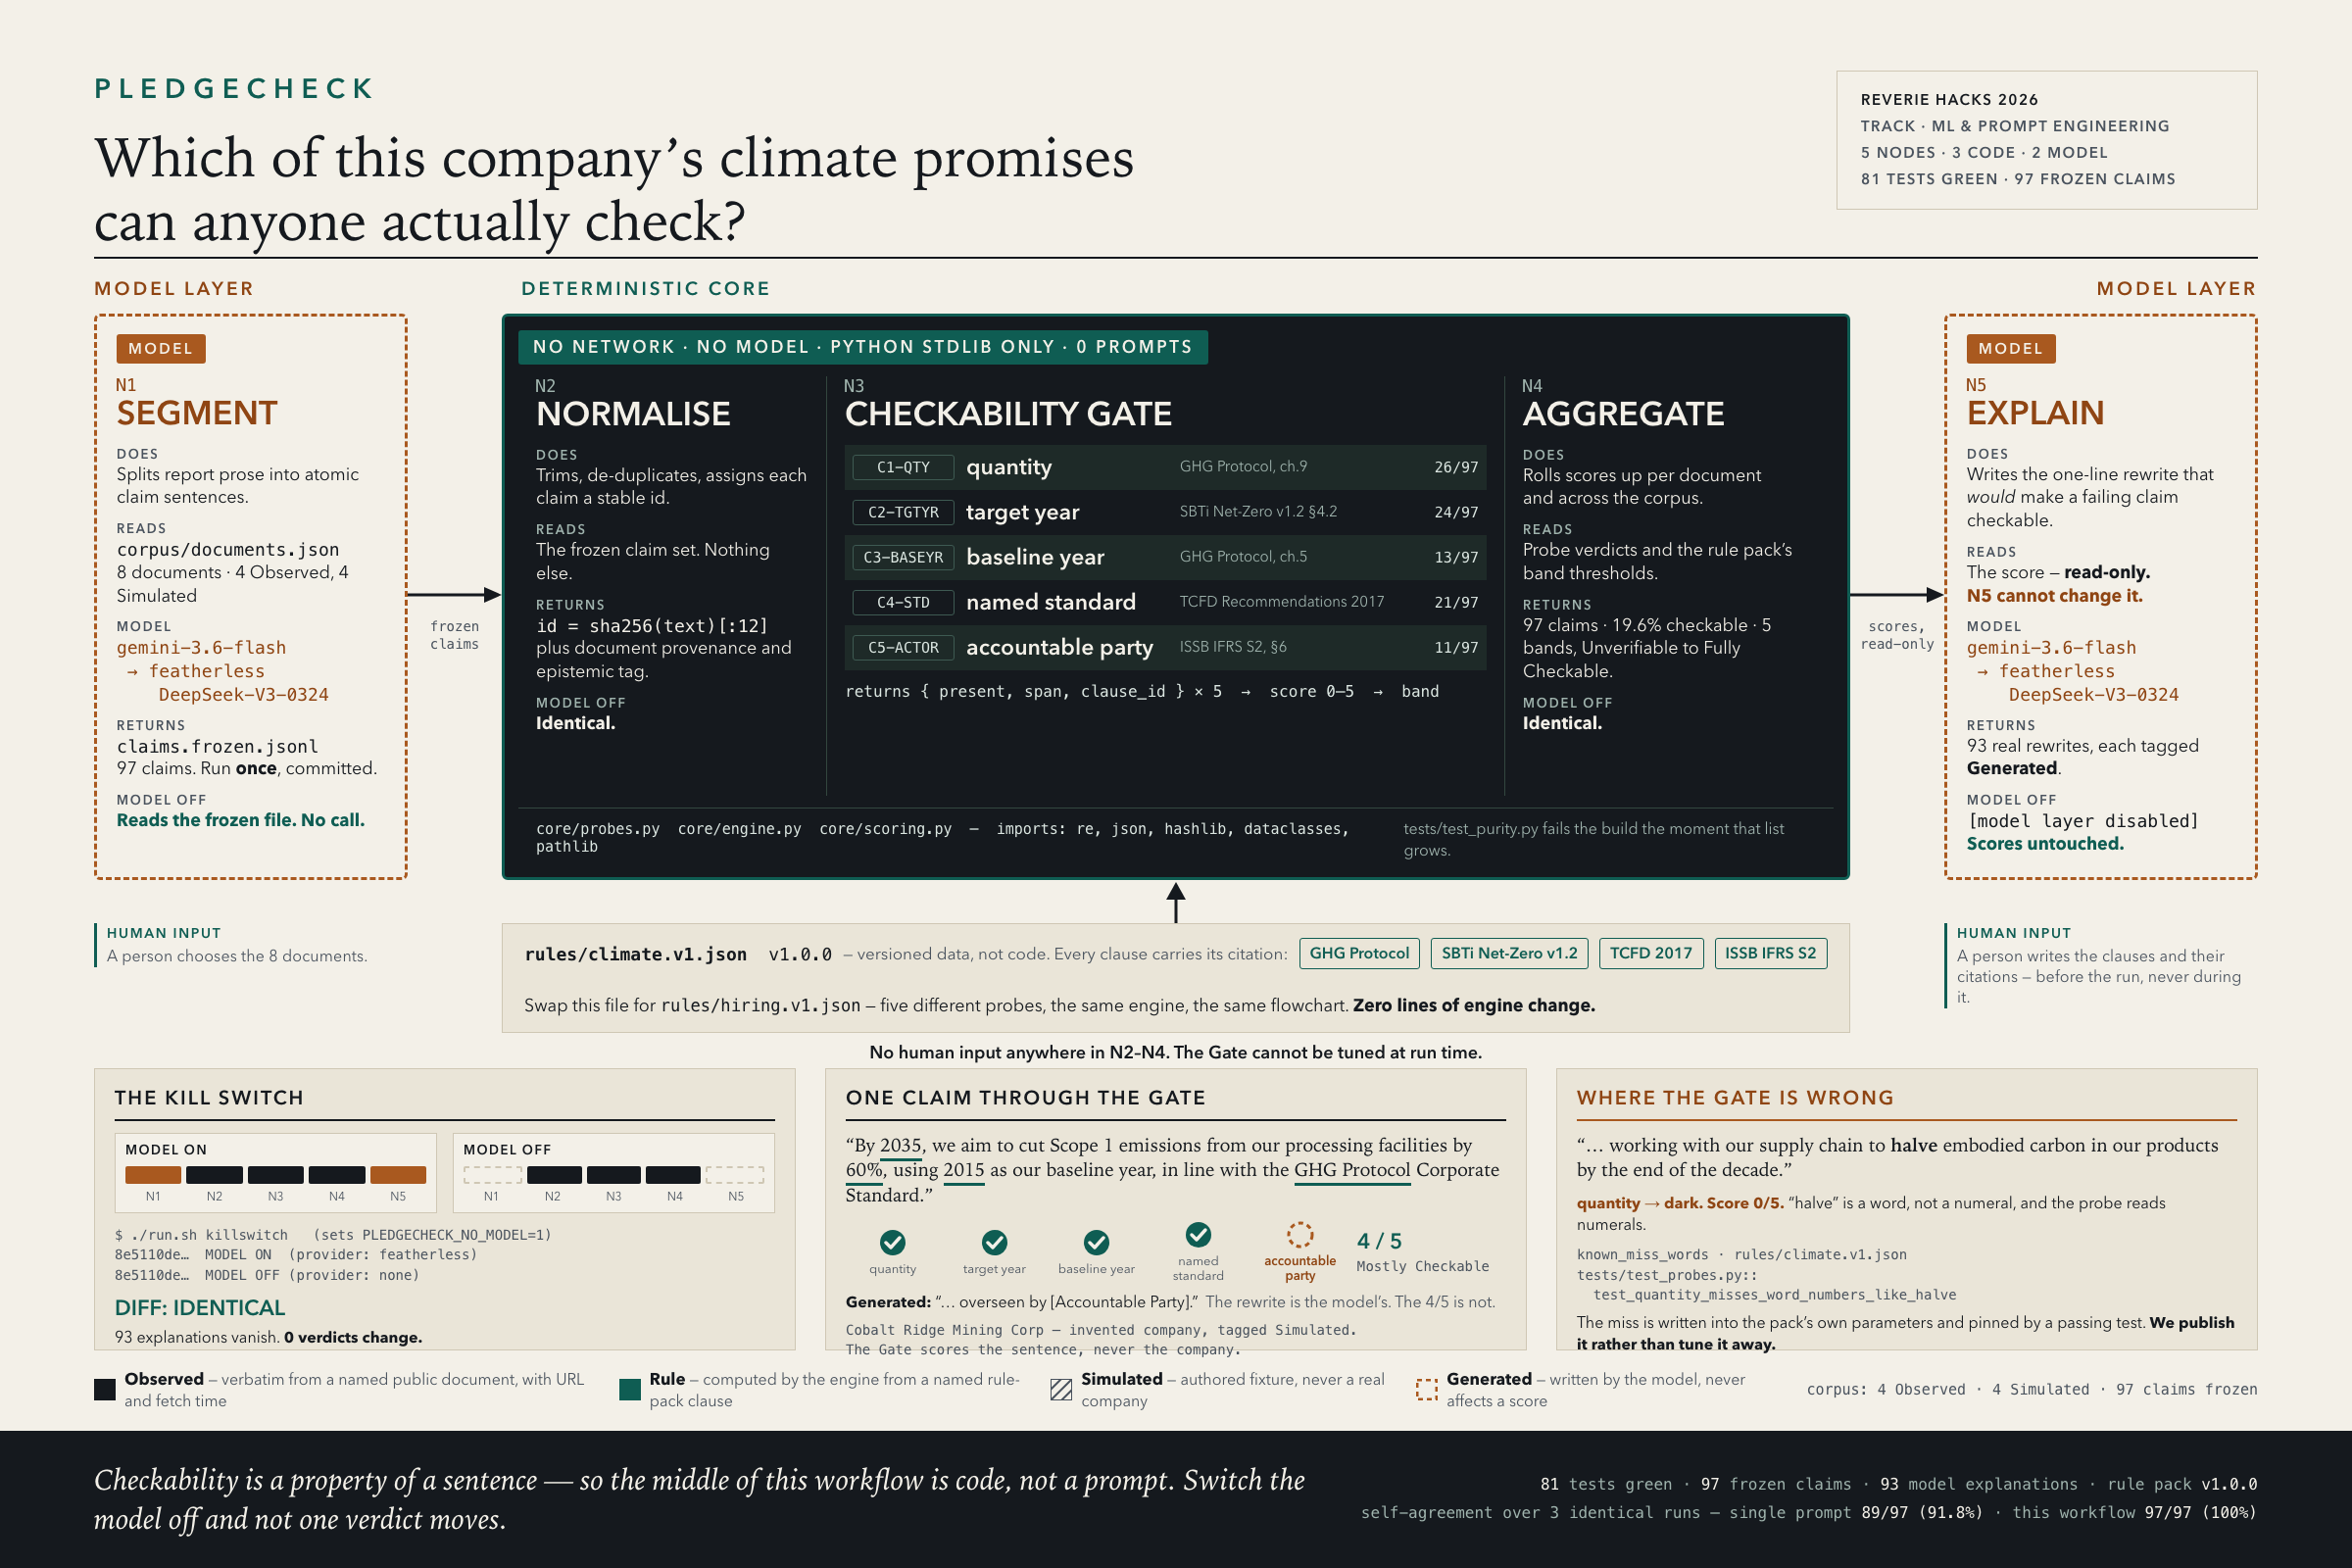 PLEDGECHECK
Which of this company’s climate promises
can anyone actually check?
REVERIE HACKS 2026
TRACK · ML & PROMPT ENGINEERING
5 NODES · 3 CODE · 2 MODEL
81 TESTS GREEN · 97 FROZEN CLAIMS
MODEL LAYER
MODEL
N1
SEGMENT
DOES
Splits report prose into atomic
claim sentences.
READS
corpus/documents.json
8 documents · 4 Observed, 4
Simulated
MODEL
gemini-3.6-flash
→ featherless
DeepSeek-V3-0324
RETURNS
claims.frozen.jsonl
97 claims. Run once, committed.
MODEL OFF
Reads the frozen file. No call.
frozen
claims
DETERMINISTIC CORE
NO NETWORK · NO MODEL · PYTHON STDLIB ONLY · 0 PROMPTS
N2
NORMALISE
DOES
Trims, de-duplicates, assigns each
claim a stable id.
READS
The frozen claim set. Nothing
else.
RETURNS
id = sha256(text)[:12]
plus document provenance and
epistemic tag.
MODEL OFF
Identical.
N3
CHECKABILITY GATE
C1-QTY quantity GHG Protocol, ch.9 26/97
C2-TGTYR target year SBTi Net-Zero v1.2 §4.2 24/97
C3-BASEYR baseline year GHG Protocol, ch.5 13/97
C4-STD named standard TCFD Recommendations 2017 21/97
C5-ACTOR accountable party ISSB IFRS S2, §6 11/97
returns { present, span, clause_id } × 5 → score 0–5 → band
N4
AGGREGATE
DOES
Rolls scores up per document
and across the corpus.
READS
Probe verdicts and the rule pack’s
band thresholds.
RETURNS
97 claims · 19.6% checkable · 5
bands, Unverifiable to Fully
Checkable.
MODEL OFF
Identical.
core/probes.py core/engine.py core/scoring.py — imports: re, json, hashlib, dataclasses,
pathlib
tests/test_purity.py fails the build the moment that list
grows.
scores,
read-only
MODEL LAYER
MODEL
N5
EXPLAIN
DOES
Writes the one-line rewrite that
would make a failing claim
checkable.
READS
The score — read-only.
N5 cannot change it.
MODEL
gemini-3.6-flash
→ featherless
DeepSeek-V3-0324
RETURNS
93 real rewrites, each tagged
Generated.
MODEL OFF
[model layer disabled]
Scores untouched.
HUMAN INPUT
A person chooses the 8 documents.
rules/climate.v1.json v1.0.0 — versioned data, not code. Every clause carries its citation: GHG Protocol SBTi Net-Zero v1.2 TCFD 2017 ISSB IFRS S2
Swap this file for rules/hiring.v1.json — five different probes, the same engine, the same flowchart. Zero lines of engine change.
HUMAN INPUT
A person writes the clauses and their
citations — before the run, never during
it.
No human input anywhere in N2–N4. The Gate cannot be tuned at run time.
THE KILL SWITCH
MODEL ON
N1 N2 N3 N4 N5
MODEL OFF
N1 N2 N3 N4 N5
$ ./run.sh killswitch (sets PLEDGECHECK_NO_MODEL=1)
8e5110de… MODEL ON (provider: featherless)
8e5110de… MODEL OFF (provider: none)
DIFF: IDENTICAL
93 explanations vanish. 0 verdicts change.
ONE CLAIM THROUGH THE GATE
“By 2035, we aim to cut Scope 1 emissions from our processing facilities by
60%, using 2015 as our baseline year, in line with the GHG Protocol Corporate
Standard.”
quantity
target year
baseline year
named
standard
accountable
party
4 / 5
Mostly Checkable
Generated: “… overseen by [Accountable Party].” The rewrite is the model’s. The 4/5 is not.
Cobalt Ridge Mining Corp — invented company, tagged Simulated.
The Gate scores the sentence, never the company.
WHERE THE GATE IS WRONG
“… working with our supply chain to halve embodied carbon in our products
by the end of the decade.”
quantity → dark. Score 0/5. “halve” is a word, not a numeral, and the probe reads
numerals.
known_miss_words · rules/climate.v1.json
tests/test_probes.py::
test_quantity_misses_word_numbers_like_halve
The miss is written into the pack’s own parameters and pinned by a passing test. We publish
it rather than tune it away.
Observed — verbatim from a named public document, with URL
and fetch time
Rule — computed by the engine from a named rule-
pack clause
Simulated — authored fixture, never a real
company
Generated — written by the model, never
affects a score
corpus: 4 Observed · 4 Simulated · 97 claims frozen
Checkability is a property of a sentence — so the middle of this workflow is code, not a prompt. Switch the
model off and not one verdict moves.
81 tests green · 97 frozen claims · 93 model explanations · rule pack v1.0.0
self-agreement over 3 identical runs — single prompt 89/97 (91.8%) · this workflow 97/97 (100%)